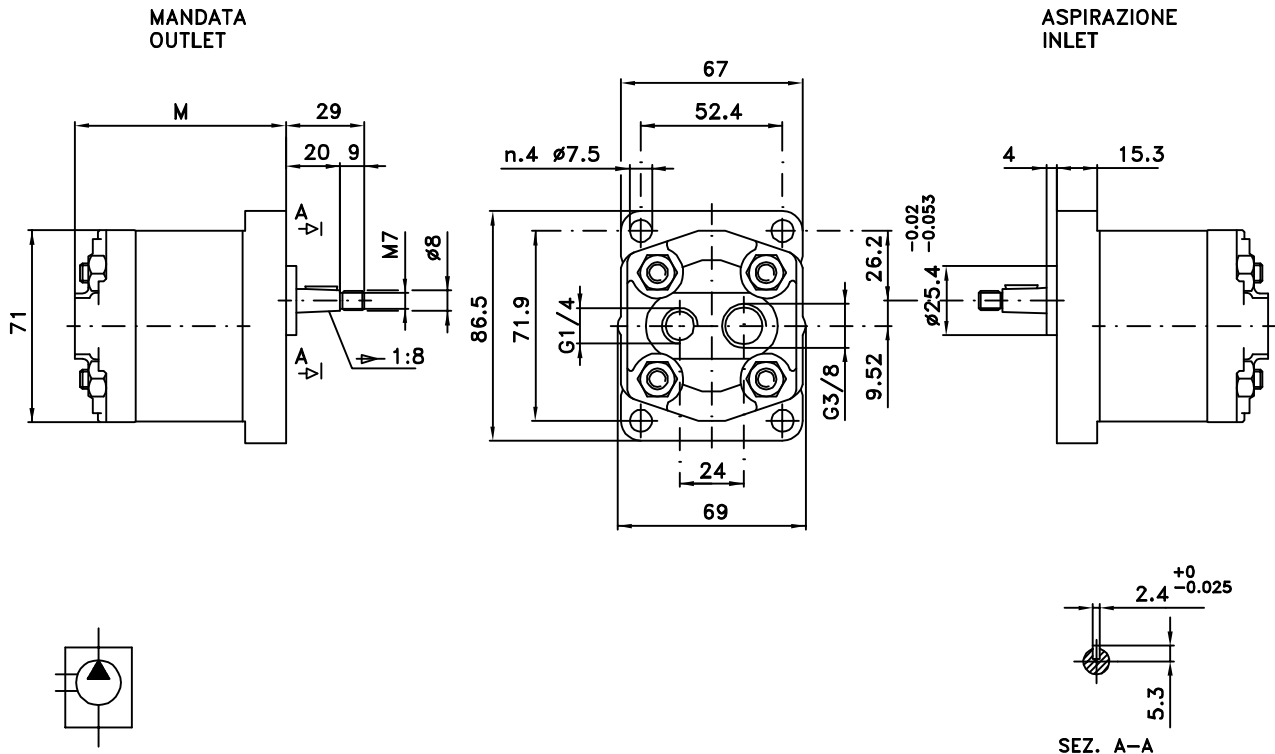 MANDATA
OUTLET
ASPIRAZIONE
INLET
M
29
20
9
A
A
M7
ø8
71
1:8
67
52.4
n.4 ø7.5
86.5
71.9
G1/4
G3/8
26.2
9.52
24
69
4
15.3
ø25.4 -0.02 -0.053
2.4 +0 -0.025
5.3
SEZ. A-A